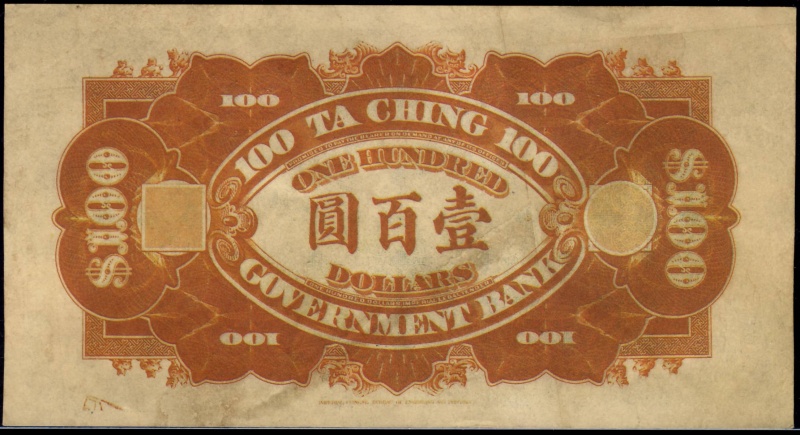 100 100
100 TA CHING 100
ONE HUNDRED
$100 圓百壹 $100
DOLLARS
GOVERNMENT BANK
100 100